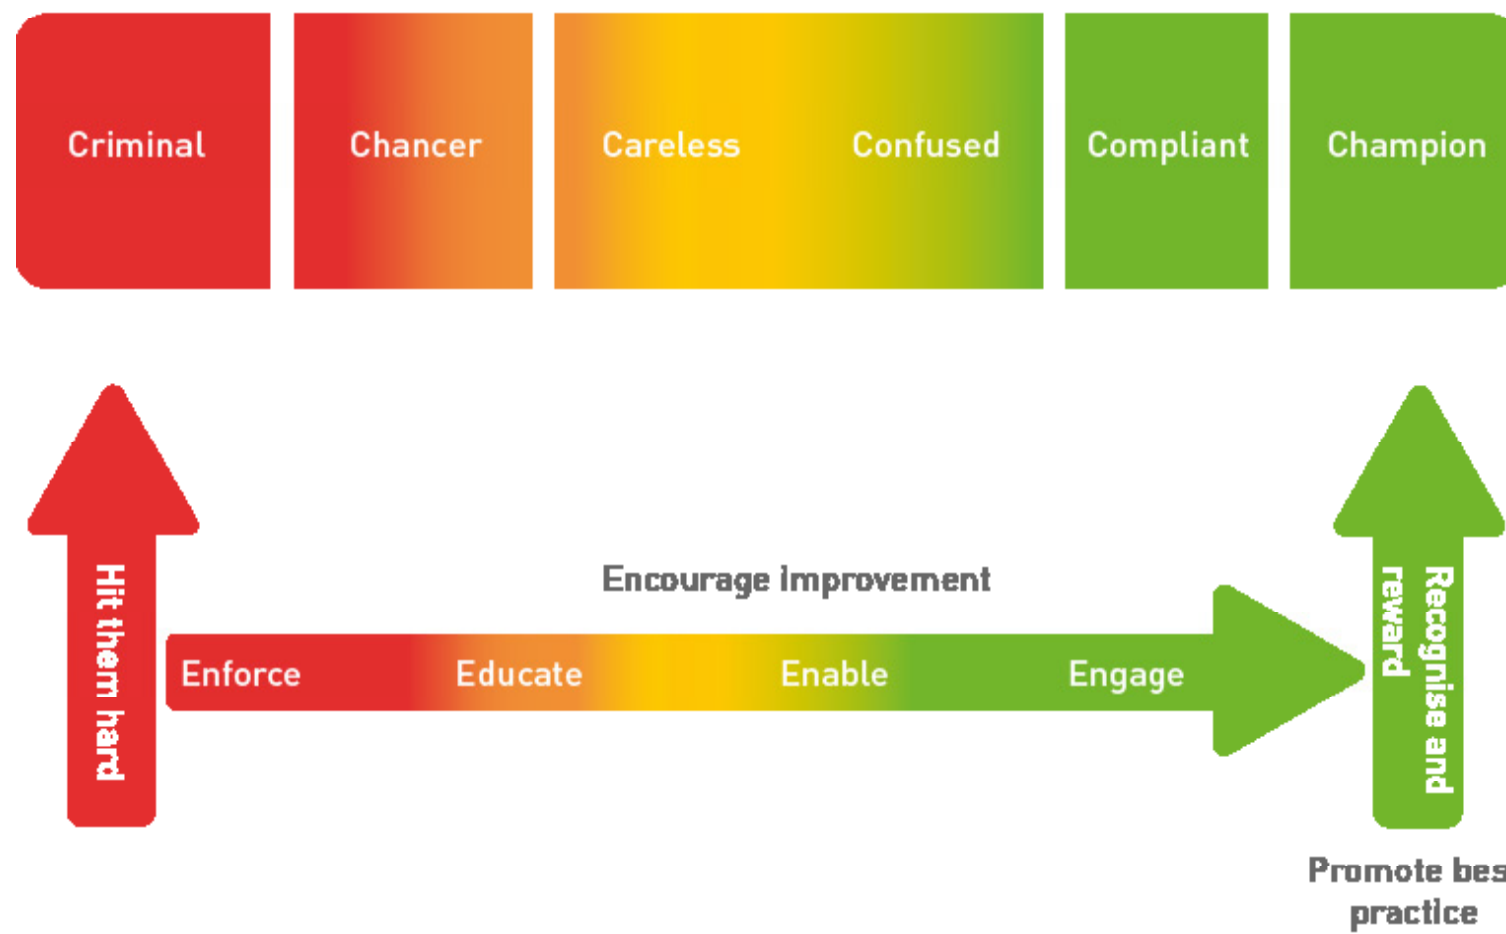 Criminal
Chancer
Careless
Confused
Compliant
Champion
Hit them hard
Encourage improvement
Enforce
Educate
Enable
Engage
Recognise and
reward
Promote bes
practice